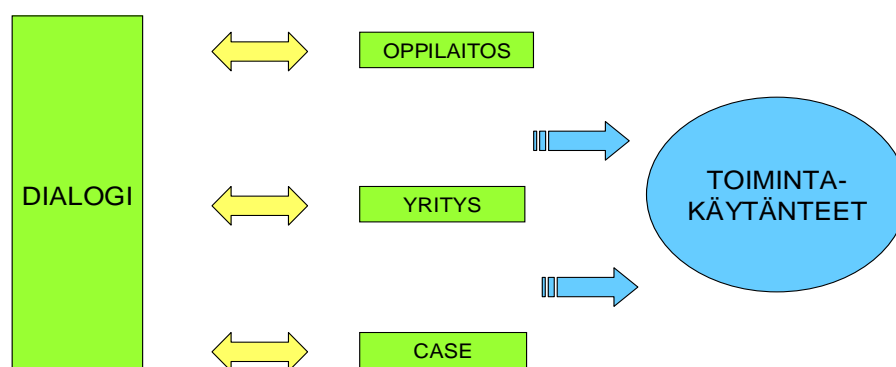 OPPILAITOS
DIALOGI
YRITYS
TOIMINTA-
KÄYTÄNTEET
CASE